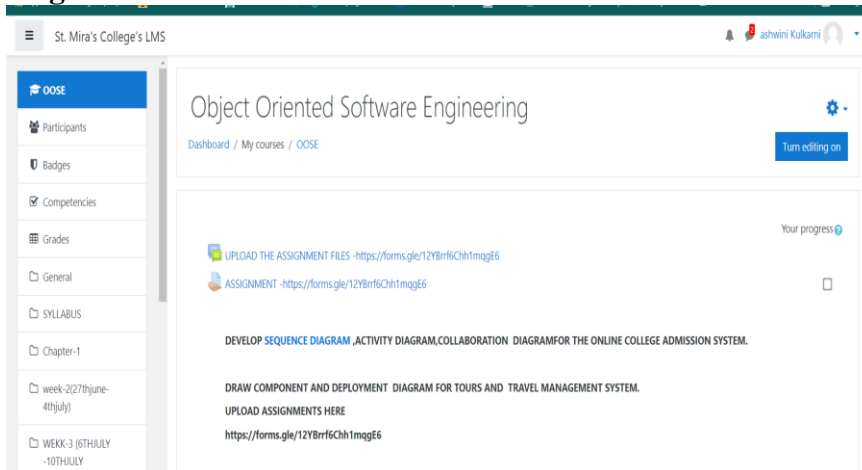 St. Mira's College's LMS
2
ashwini Kulkarni
OOSE
Participants
Badges
Competencies
Grades
General
SYLLABUS
Chapter-1
week-2(27thjune-
4thjuly)
WEKK-3 (6THJULY
-10THJULY
Object Oriented Software Engineering
Dashboard / My courses / OOSE
Turn editing on
Your progress
UPLOAD THE ASSIGNMENT FILES -https://forms.gle/12YBrrf6Chh1mqgE6
ASSIGNMENT -https://forms.gle/12YBrrf6Chh1mqgE6
DEVELOP SEQUENCE DIAGRAM ,ACTIVITY DIAGRAM,COLLABORATION DIAGRAMFOR THE ONLINE COLLEGE ADMISSION SYSTEM.
DRAW COMPONENT AND DEPLOYMENT DIAGRAM FOR TOURS AND TRAVEL MANAGEMENT SYSTEM.
UPLOAD ASSIGNMENTS HERE
https://forms.gle/12YBrrf6Chh1mqgE6